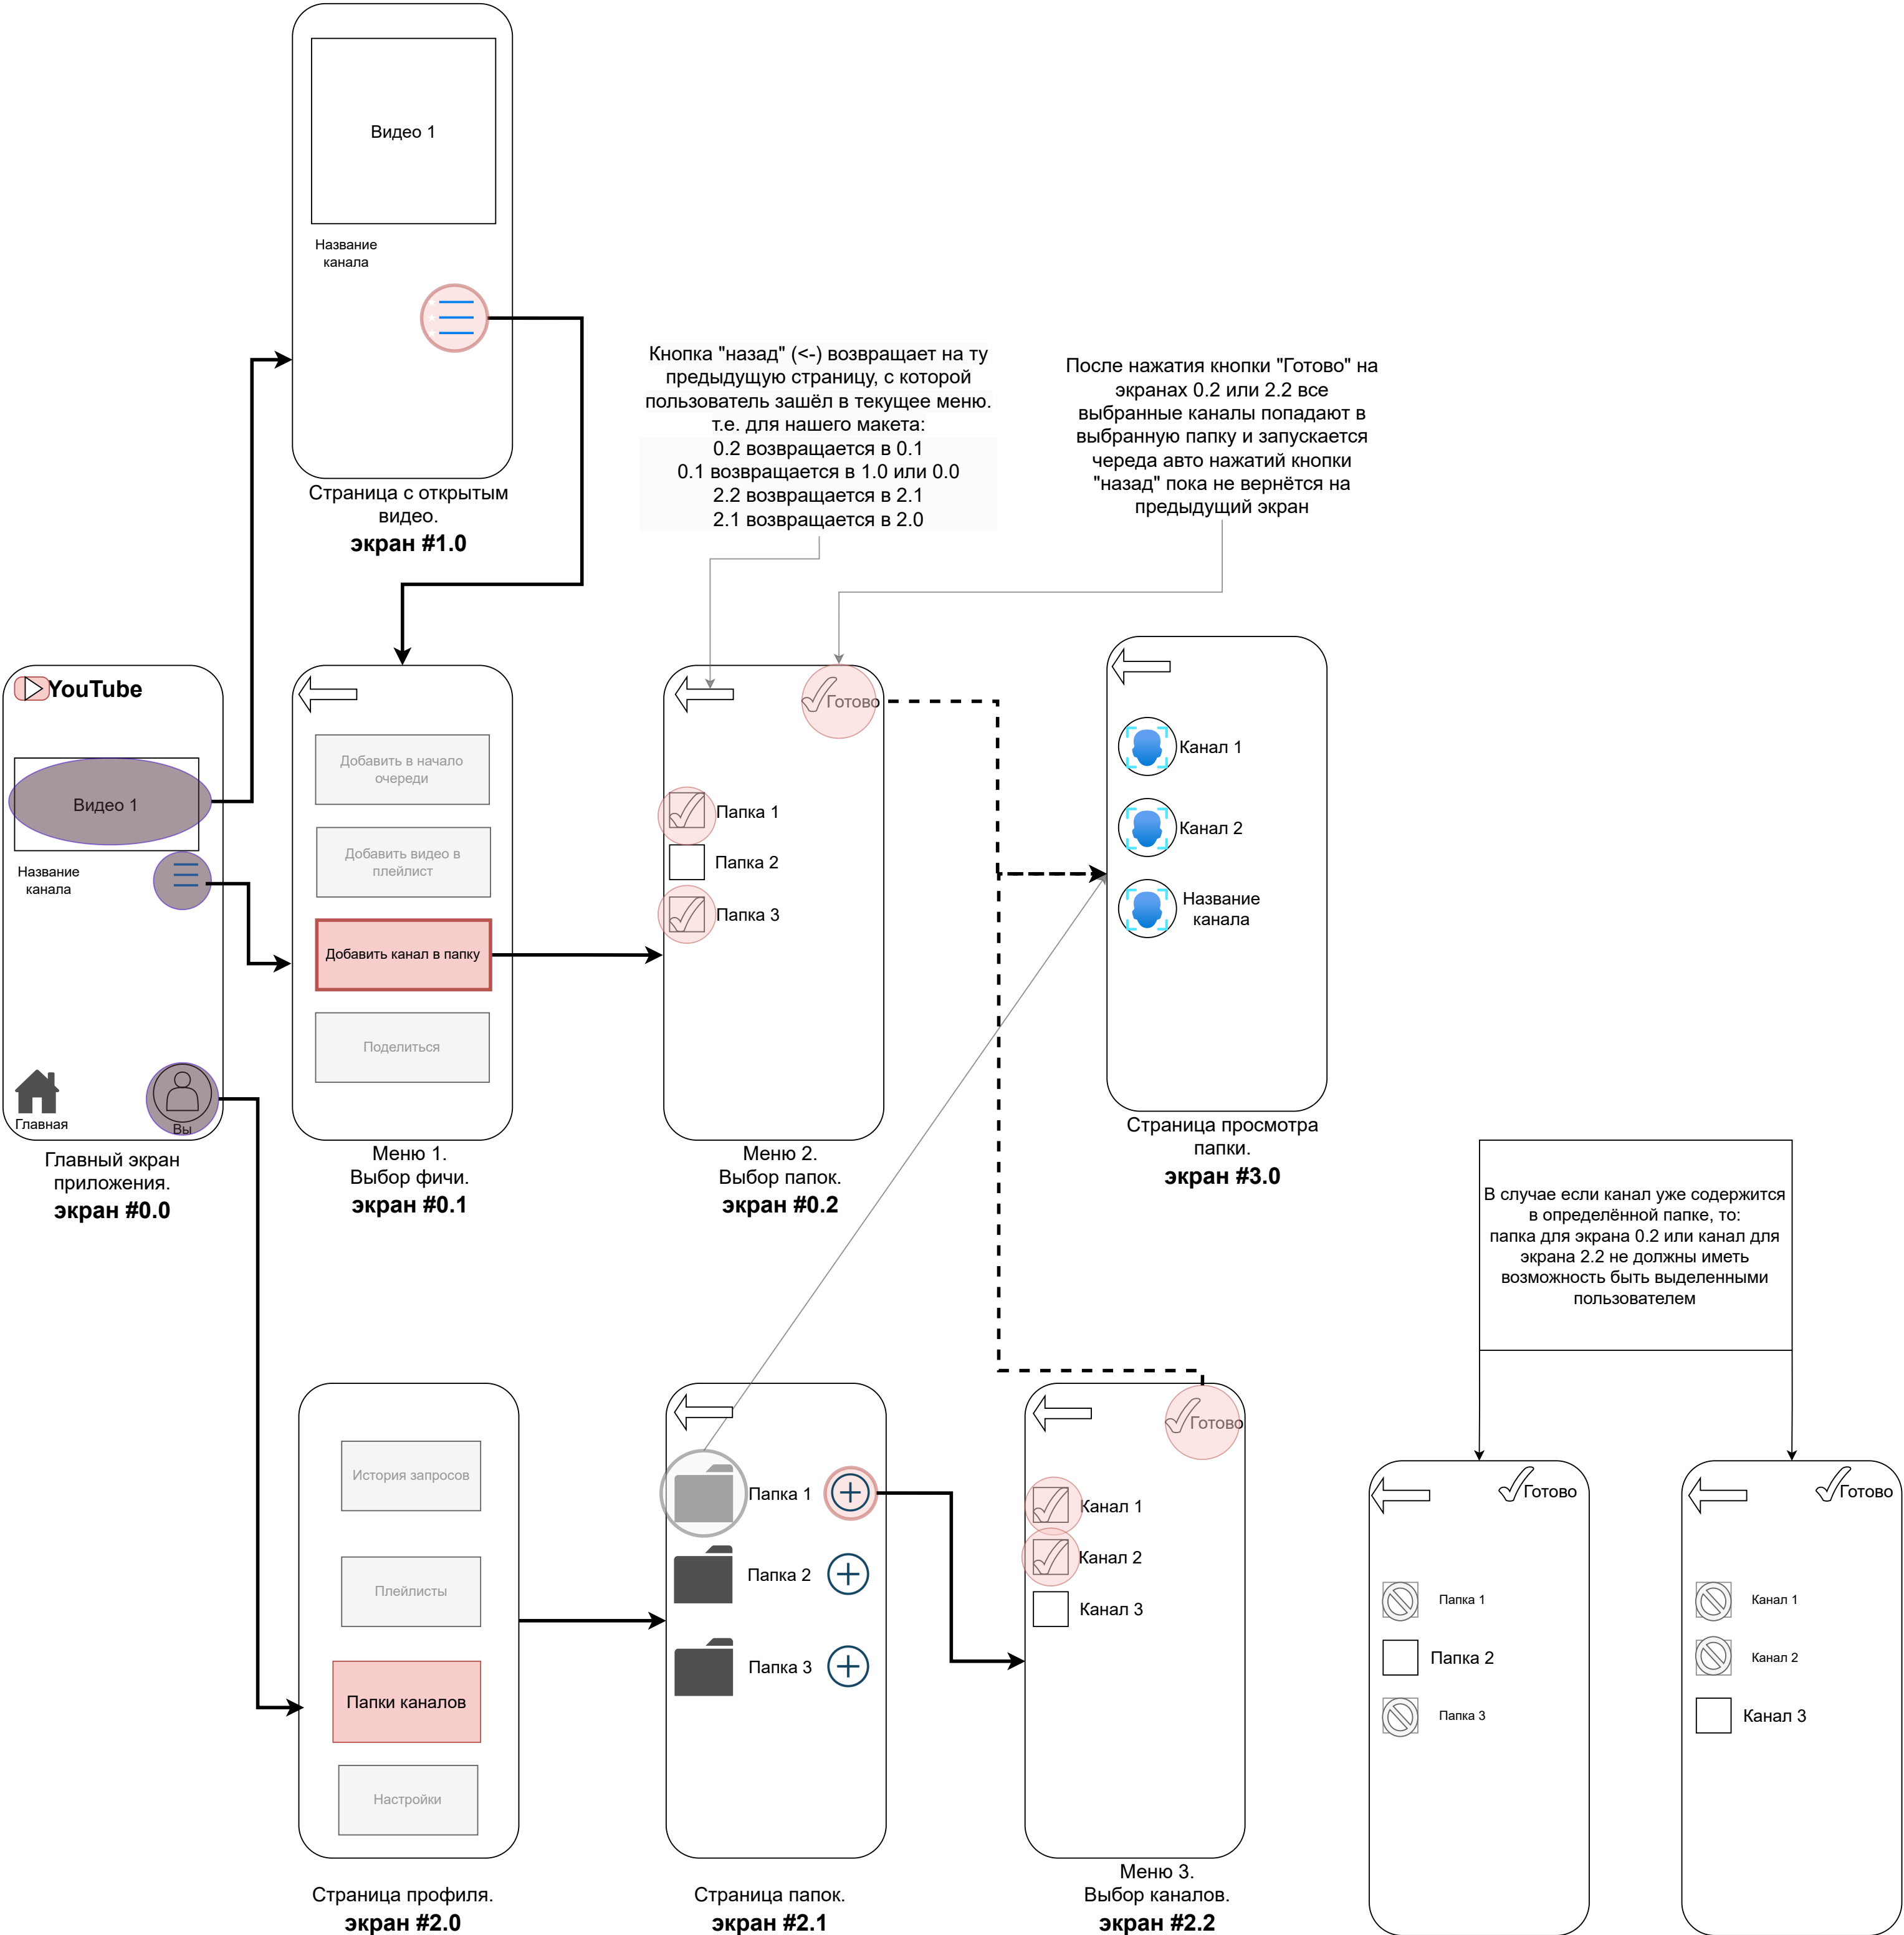 Видео 1
Название
канала
Страница с открытым
видео.
экран #1.0
Кнопка "назад" (<-) возвращает на ту
предыдущую страницу, с которой
пользователь зашёл в текущее меню.
т.е. для нашего макета:
0.2 возвращается в 0.1
0.1 возвращается в 1.0 или 0.0
2.2 возвращается в 2.1
2.1 возвращается в 2.0
После нажатия кнопки "Готово" на
экранах 0.2 или 2.2 все
выбранные каналы попадают в
выбранную папку и запускается
череда авто нажатий кнопки
"назад" пока не вернётся на
предыдущий экран
YouTube
Видео 1
Название
канала
Главная
Вы
Главный экран
приложения.
экран #0.0
Добавить в начало
очереди
Добавить видео в
плейлист
Добавить канал в папку
Поделиться
Меню 1.
Выбор фичи.
экран #0.1
Готово
Папка 1
Папка 2
Папка 3
Меню 2.
Выбор папок.
экран #0.2
Канал 1
Канал 2
Название
канала
Страница просмотра
папки.
экран #3.0
В случае если канал уже содержится
в определённой папке, то:
папка для экрана 0.2 или канал для
экрана 2.2 не должны иметь
возможность быть выделенными
пользователем
История запросов
Плейлисты
Папки каналов
Настройки
Страница профиля.
экран #2.0
Папка 1
Папка 2
Папка 3
Страница папок.
экран #2.1
Готово
Канал 1
Канал 2
Канал 3
Меню 3.
Выбор каналов.
экран #2.2
Готово
Папка 1
Папка 2
Папка 3
Готово
Канал 1
Канал 2
Канал 3